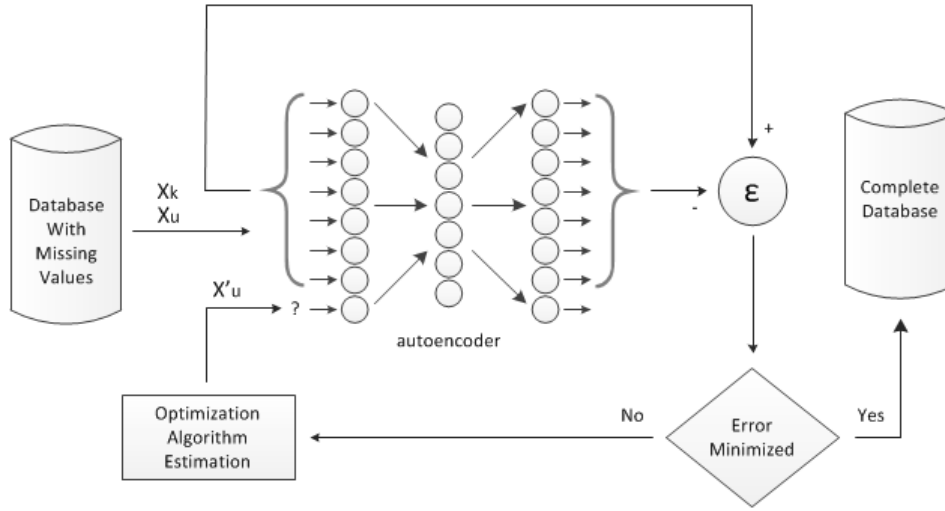 Database
With
Missing
Values
Xk
Xu
X'u
?
autoencoder
+
-
ε
Complete
Database
Optimization
Algorithm
Estimation
No
Error
Minimized
Yes